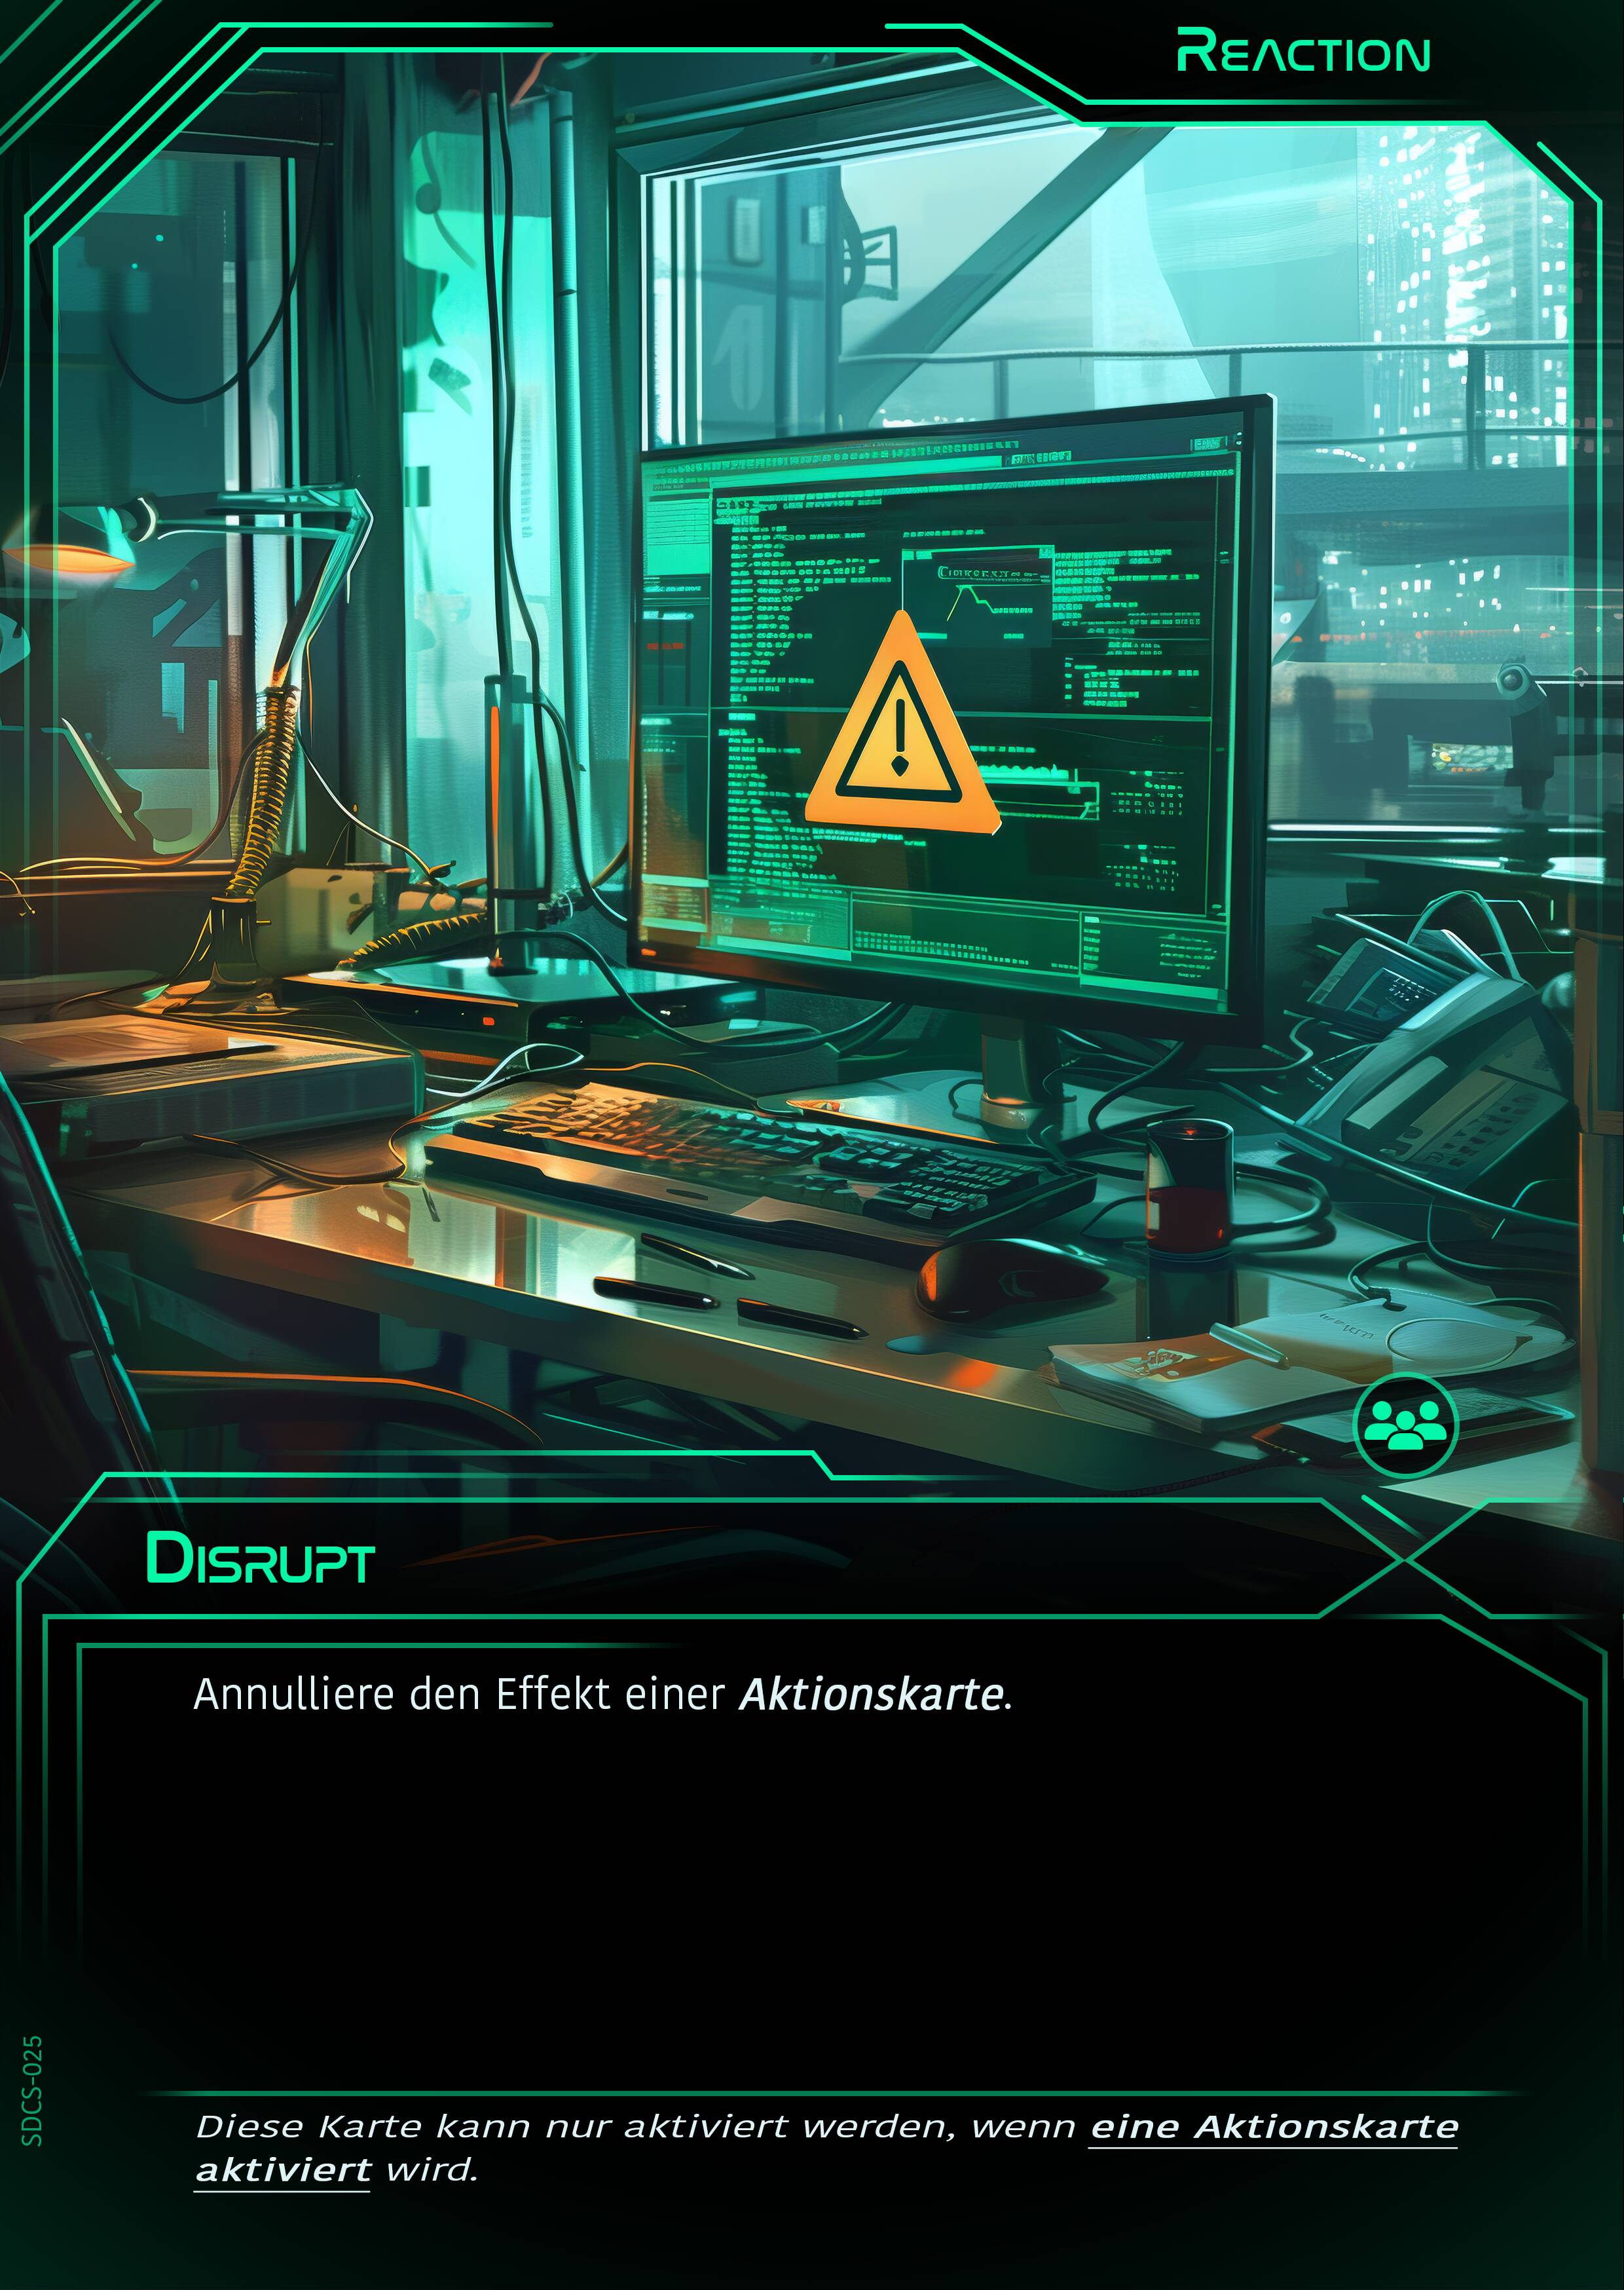 Reaction
Disrupt
Annulliere den Effekt einer Aktionskarte.
SDCS-025
Diese Karte kann nur aktiviert werden, wenn eine Aktionskarte
aktiviert wird.